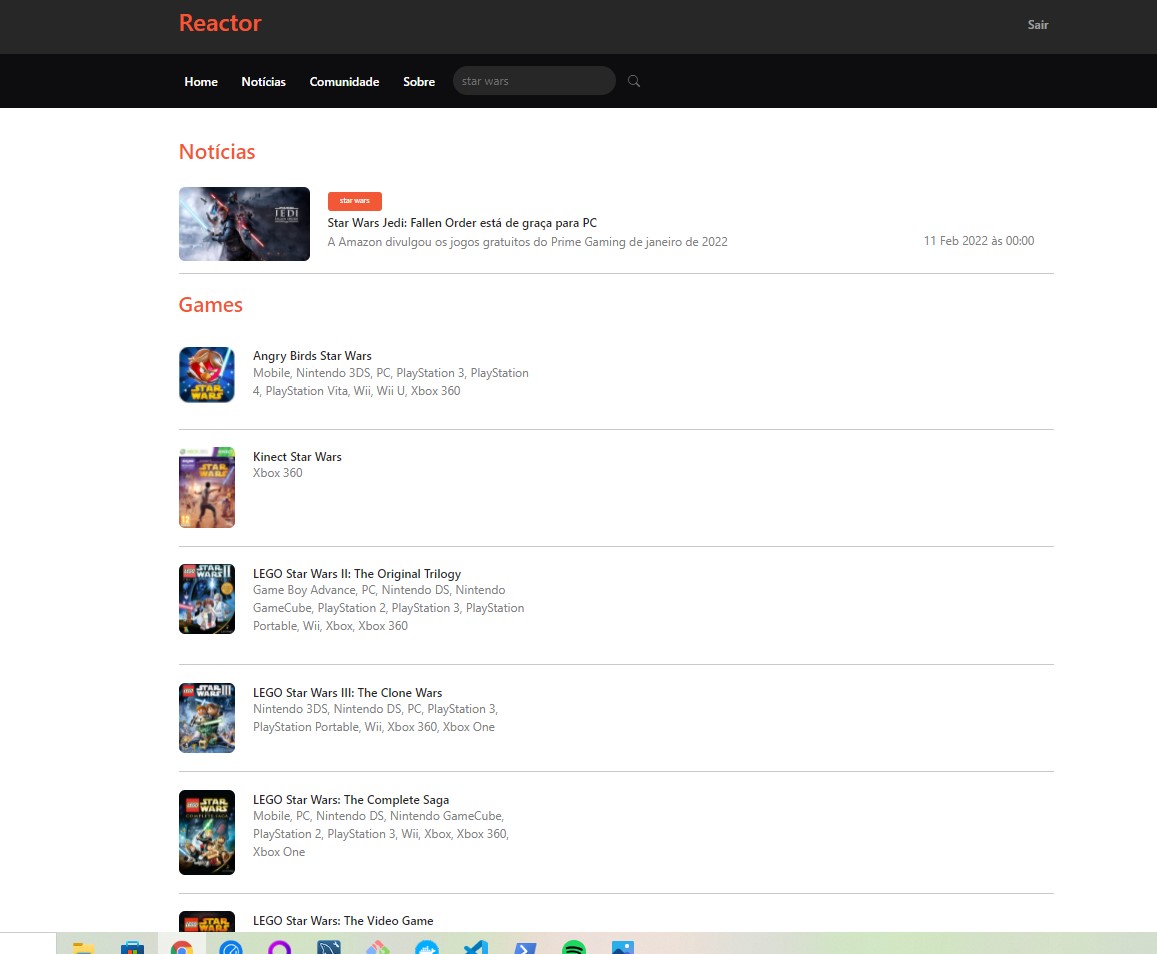 Reactor
Sair
Home
Notícias
Comunidade
Sobre
star wars
Notícias
JEDI
star wars
Star Wars Jedi: Fallen Order está de graça para PC
A Amazon divulgou os jogos gratuitos do Prime Gaming de janeiro de 2022
11 Feb 2022 às 00:00
Games
STAR WARS
Angry Birds Star Wars
Mobile, Nintendo 3DS, PC, PlayStation 3, PlayStation
4, PlayStation Vita, Wii, Wii U, Xbox 360
STAR WARS
12
Kinect Star Wars
Xbox 360
LEGO STAR WARS II
LEGO Star Wars II: The Original Trilogy
Game Boy Advance, PC, Nintendo DS, Nintendo
GameCube, PlayStation 2, PlayStation 3, PlayStation
Portable, Wii, Xbox, Xbox 360
LEGO STAR WARS III
LEGO Star Wars III: The Clone Wars
Nintendo 3DS, Nintendo DS, PC, PlayStation 3,
PlayStation Portable, Wii, Xbox 360, Xbox One
LEGO STAR WARS
COMPLETE SAGA
LEGO Star Wars: The Complete Saga
Mobile, PC, Nintendo DS, Nintendo GameCube,
PlayStation 2, PlayStation 3, Wii, Xbox, Xbox 360,
Xbox One
LEGO STAR WARS
LEGO Star Wars: The Video Game